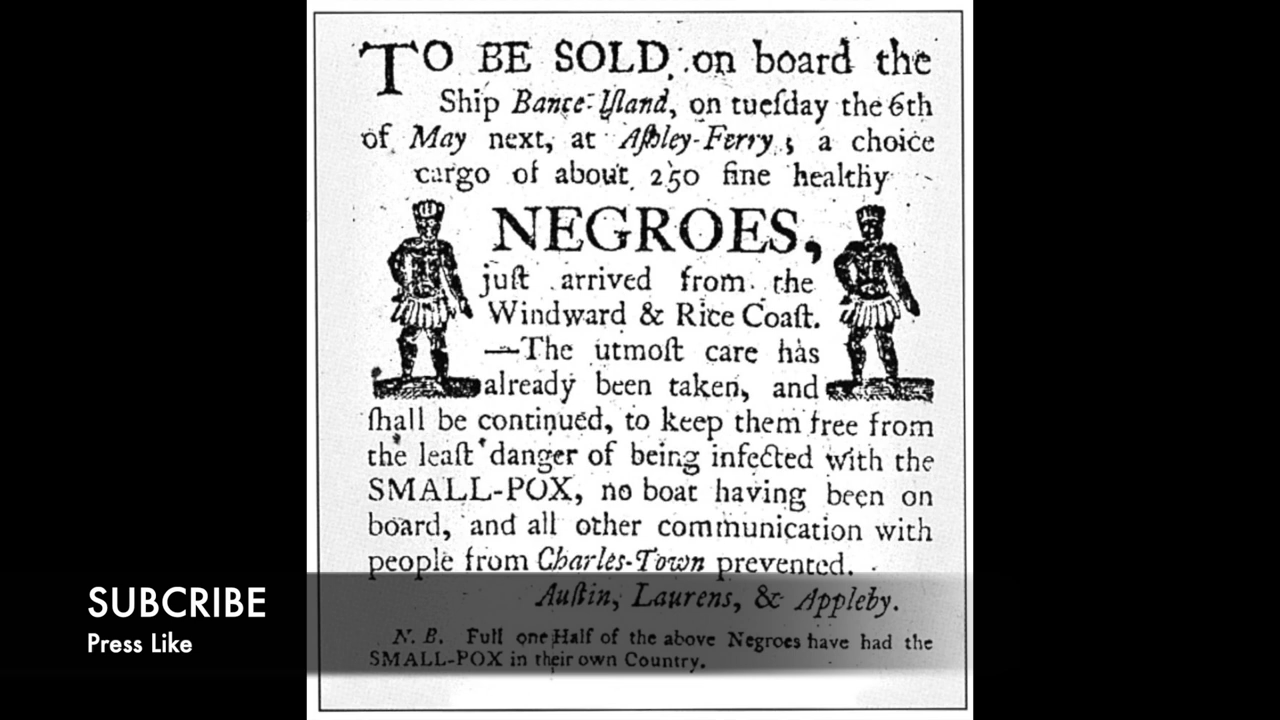 TO BE SOLD, on board the
Ship Bance-Iſland, on tueſday the 6th
of May next, at Aſhley-Ferry; a choice
cargo of about 250 fine healthy
NEGROES,
juſt arrived from the
Windward & Rice Coaſt.
—The utmoſt care has
already been taken, and
ſhall be continued, to keep them free from
the leaſt danger of being infected with the
SMALL-POX, no boat having been on
board, and all other communication with
people from Charles-Town prevented.
Auſtin, Laurens, & Appleby.
N. B. Full one Half of the above Negroes have had the
SMALL-POX in their own Country.
SUBCRIBE
Press Like